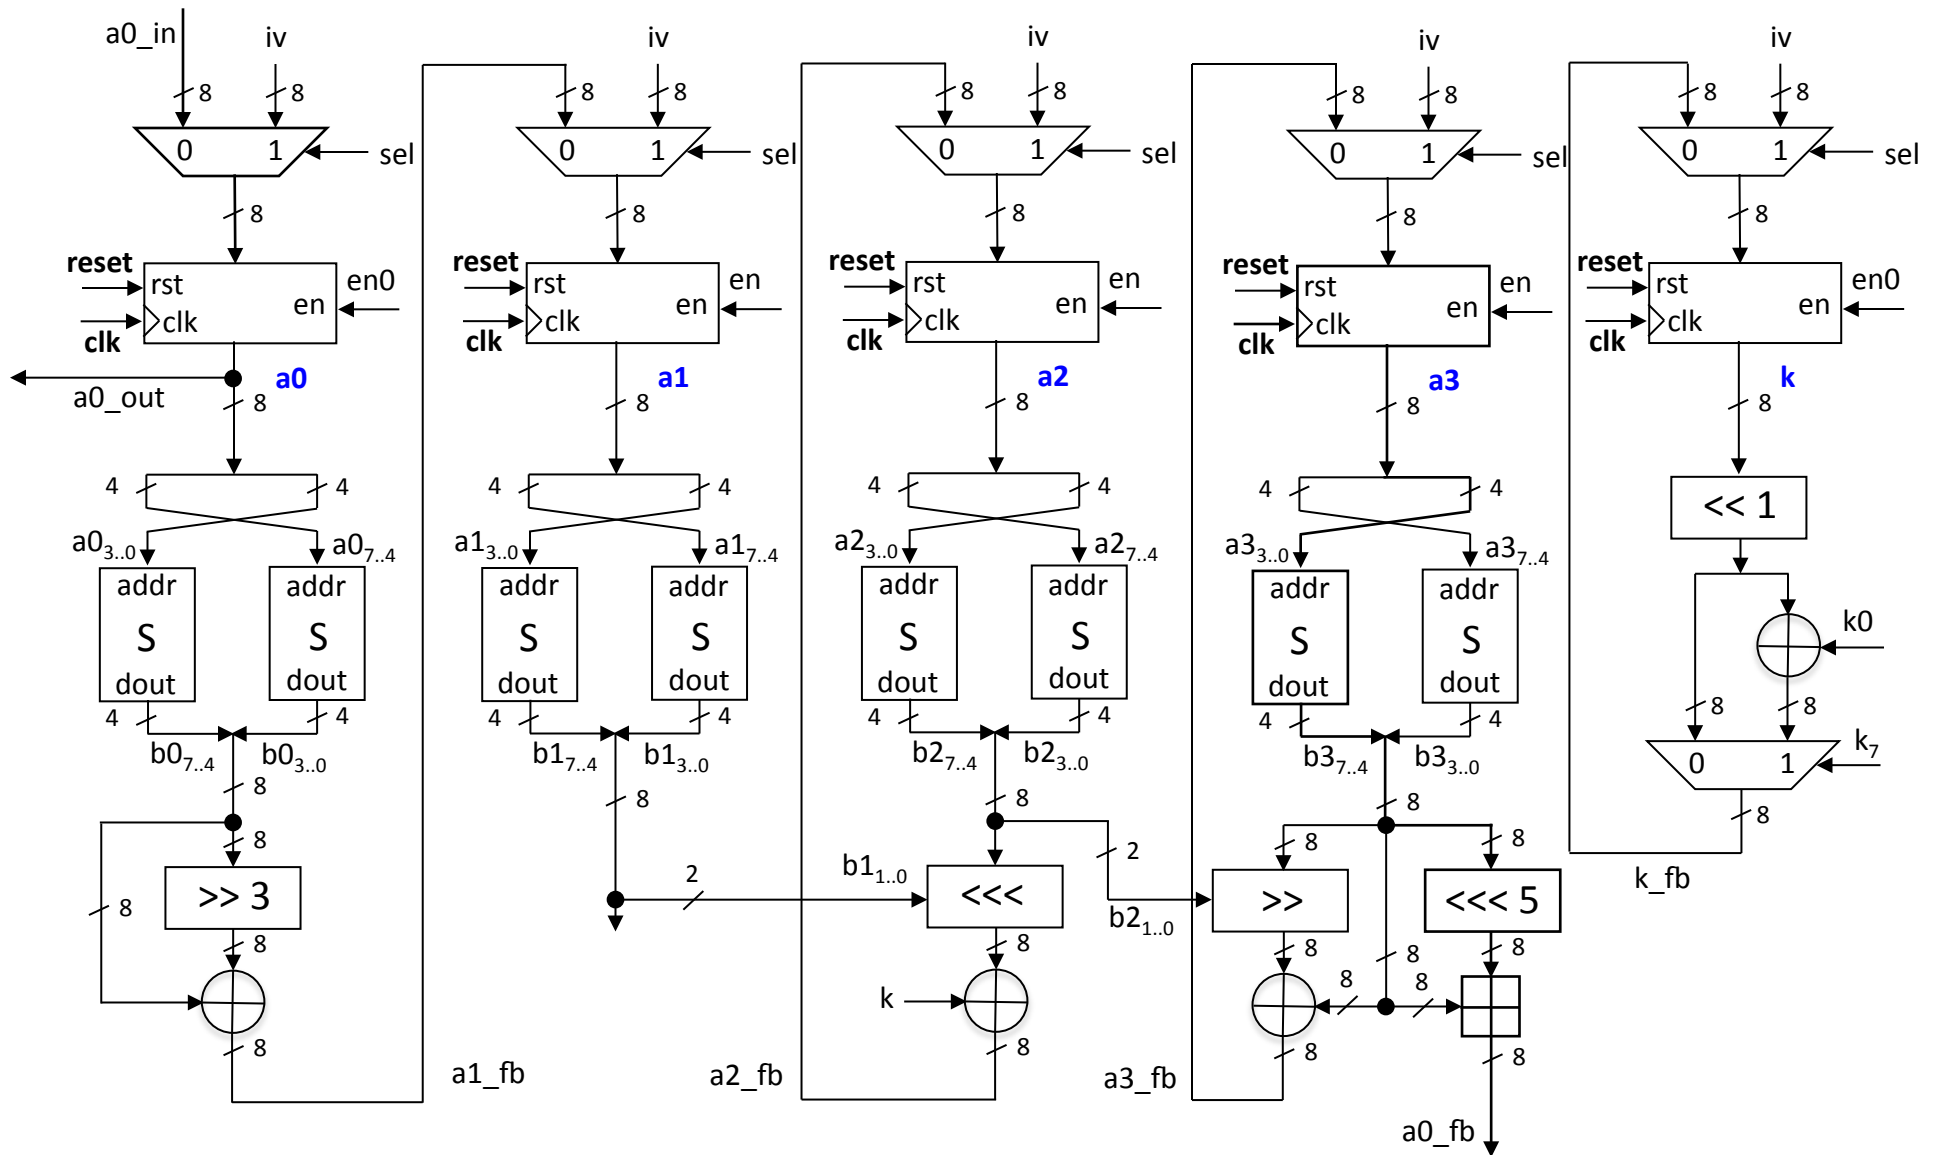 a0_in iv iv iv iv iv
8 8 8 8 8 8 8 8 8 8
0 1 sel 0 1 sel 0 1 sel 0 1 sel 0 1 sel
8 8 8 8 8
reset rst en en0 reset rst en en reset rst en en reset rst en en reset rst en en0
clk clk clk clk clk clk clk clk clk clk
a0_out a0 a1 a2 a3 k
8 8 8 8 8
4 4 4 4 4 4 4 4 << 1
a03..0 a07..4 a13..0 a17..4 a23..0 a27..4 a33..0 a37..4
addr addr addr addr addr addr addr addr
S S S S S S S S k0
dout dout dout dout dout dout dout dout
4 4 4 4 4 4 4 4 8 8
b07..4 b03..0 b17..4 b13..0 b27..4 b23..0 b37..4 b33..0 0 1 k7
8 8 8 8 8
8 2 8 8
8 >> 3 2 b11..0 <<< b21..0 >> <<< 5 k_fb
8 8 8 8 8
k 8 8
8 8 8 8
a1_fb a2_fb a3_fb
a0_fb